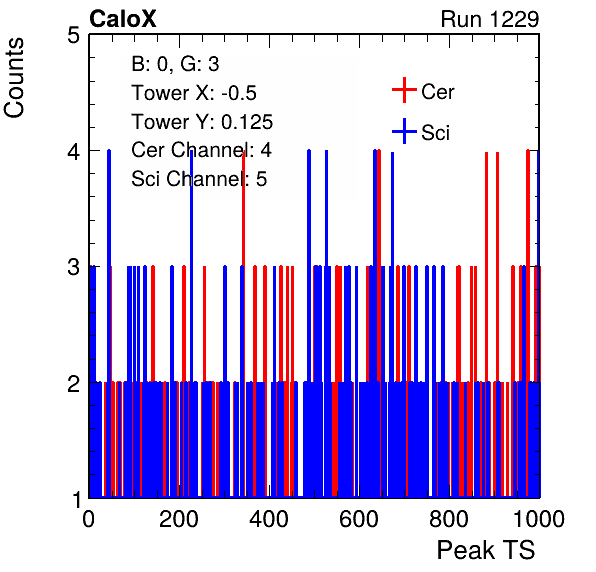 CaloX Run 1229
Counts
5
B: 0, G: 3
Tower X: -0.5
Tower Y: 0.125
Cer Channel: 4
Sci Channel: 5
Cer
Sci
4
3
2
1
0 200 400 600 800 1000
Peak TS